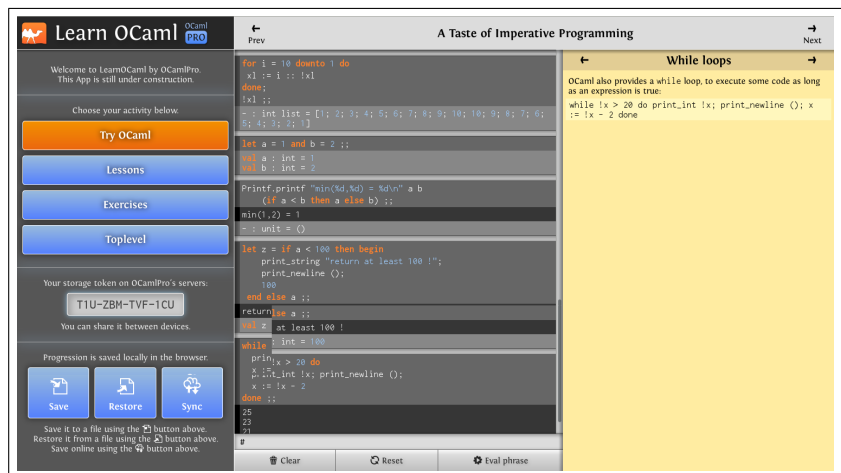 Learn OCaml OCaml PRO
Welcome to LearnOCaml by OCamlPro.
This App is still under construction.
Choose your activity below.
Try OCaml
Lessons
Exercises
Toplevel
Your storage token on OCamlPro's servers:
T1U-ZBM-TVF-1CU
You can share it between devices.
Progression is saved locally in the browser.
Save Restore Sync
Save it to a file using the button above.
Restore it from a file using the button above.
Save online using the button above.
Prev
A Taste of Imperative Programming
Next
for i = 10 downto 1 do
xl := i :: !xl
done;
!xl ;;
- : int list = [1; 2; 3; 4; 5; 6; 7; 8; 9; 10; 10; 9; 8; 7; 6;
5; 4; 3; 2; 1]
let a = 1 and b = 2 ;;
val a : int = 1
val b : int = 2
Printf.printf "min(%d,%d) = %d\n" a b
(if a < b then a else b) ;;
min(1,2) = 1
- : unit = ()
let z = if a < 100 then begin
print_string "return at least 100 !";
print_newline ();
100
end else a ;;
return lse a ;;
val z at least 100 !
while : int = 100
prin !x > 20 do
x := t_int !x; print_newline ();
x := !x - 2
done ;;
25
23
21
#
Clear Reset Eval phrase
While loops
OCaml also provides a while loop, to execute some code as long
as an expression is true:
while !x > 20 do print_int !x; print_newline (); x
:= !x - 2 done